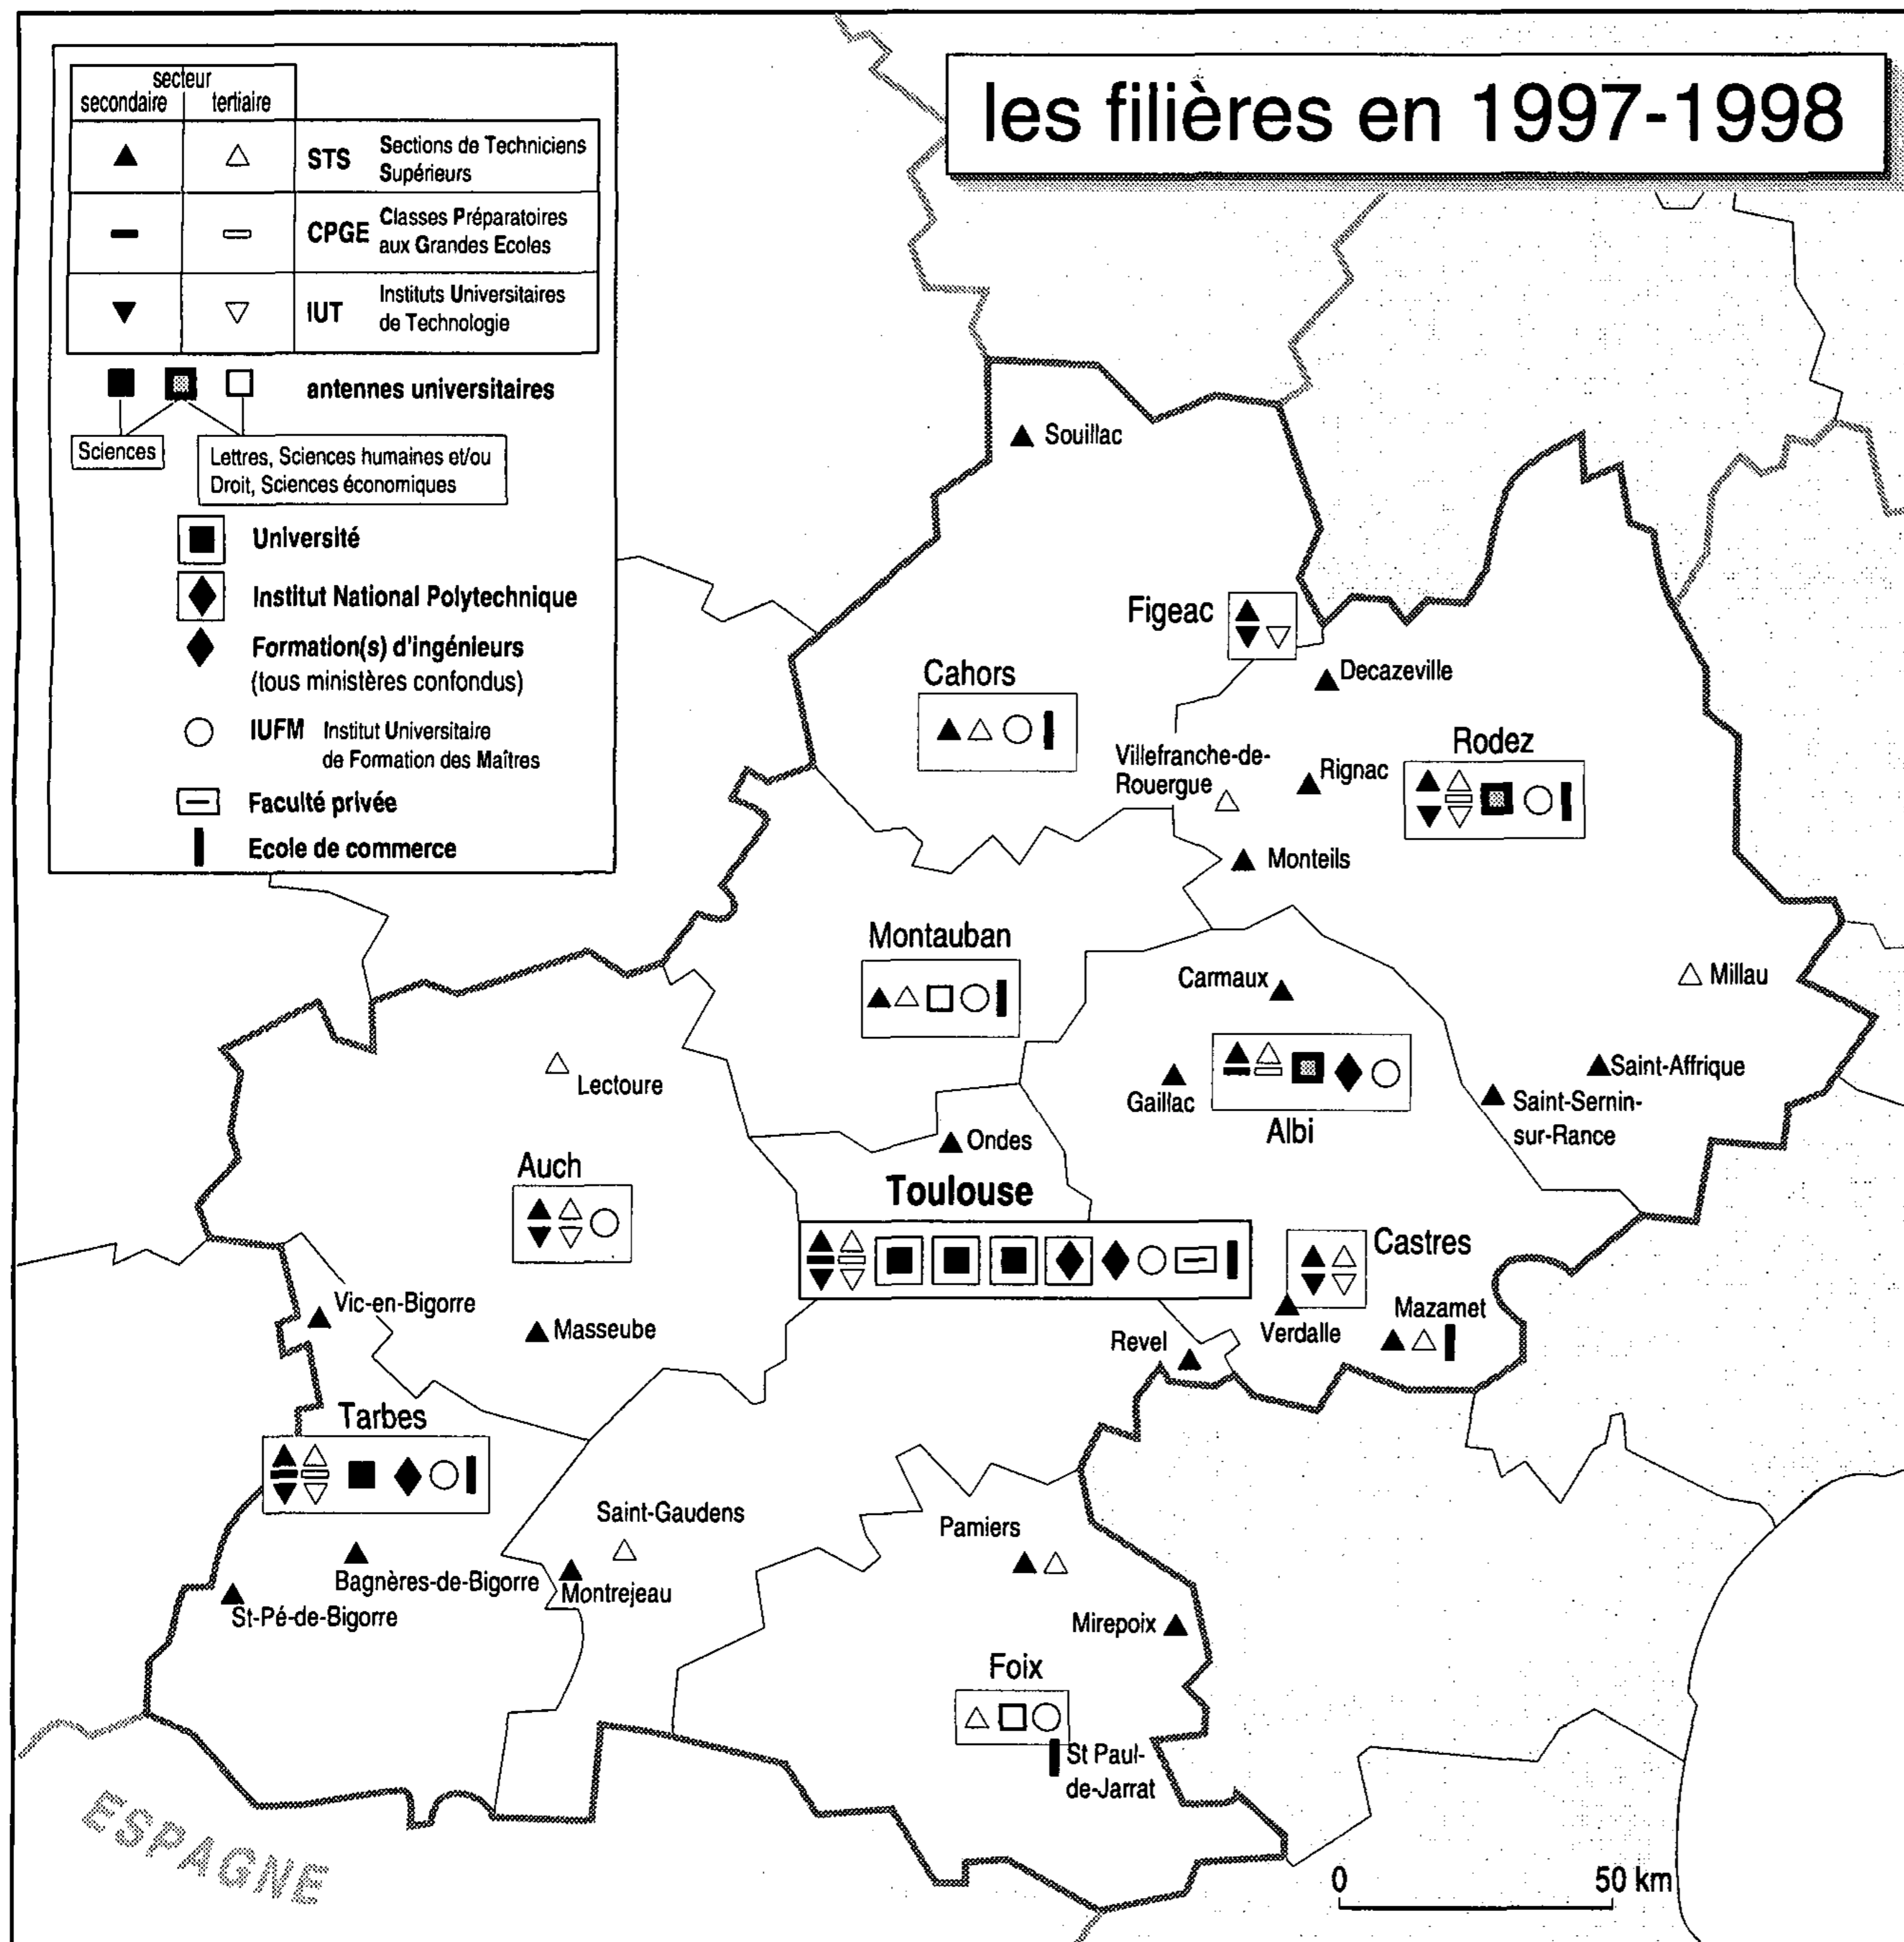 les filières en 1997-1998
secteur
secondaire tertiaire
STS Sections de Techniciens
Supérieurs
CPGE Classes Préparatoires
aux Grandes Ecoles
IUT Instituts Universitaires
de Technologie
antennes universitaires
Sciences
Lettres, Sciences humaines et/ou
Droit, Sciences économiques
Université
Institut National Polytechnique
Formation(s) d'ingénieurs
(tous ministères confondus)
IUFM Institut Universitaire
de Formation des Maîtres
Faculté privée
Ecole de commerce
Souillac
Figeac
Decazeville
Cahors
Rodez
Villefranche-de-
Rouergue
Rignac
Monteils
Montauban
Carmaux
Millau
Lectoure
Gaillac
Albi
Saint-Affrique
Saint-Sernin-
sur-Rance
Ondes
Auch
Toulouse
Castres
Vic-en-Bigorre
Masseube
Revel
Verdalle
Mazamet
Tarbes
Saint-Gaudens
Pamiers
Bagnères-de-Bigorre
Montrejeau
St-Pé-de-Bigorre
Mirepoix
Foix
St Paul-
de-Jarrat
ESPAGNE
0 50 km